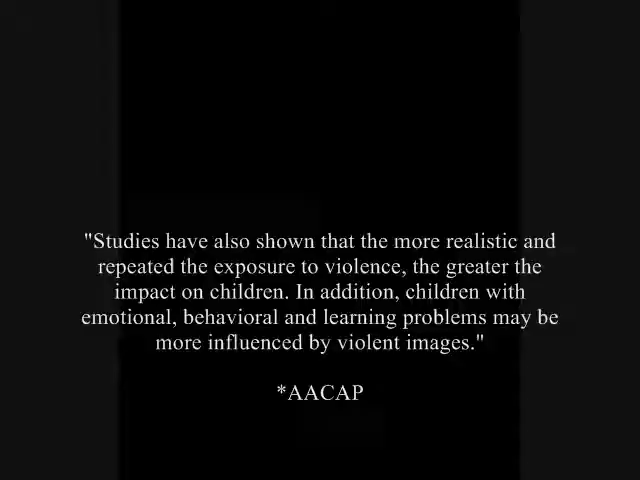 "Studies have also shown that the more realistic and
repeated the exposure to violence, the greater the
impact on children. In addition, children with
emotional, behavioral and learning problems may be
more influenced by violent images."
*AACAP